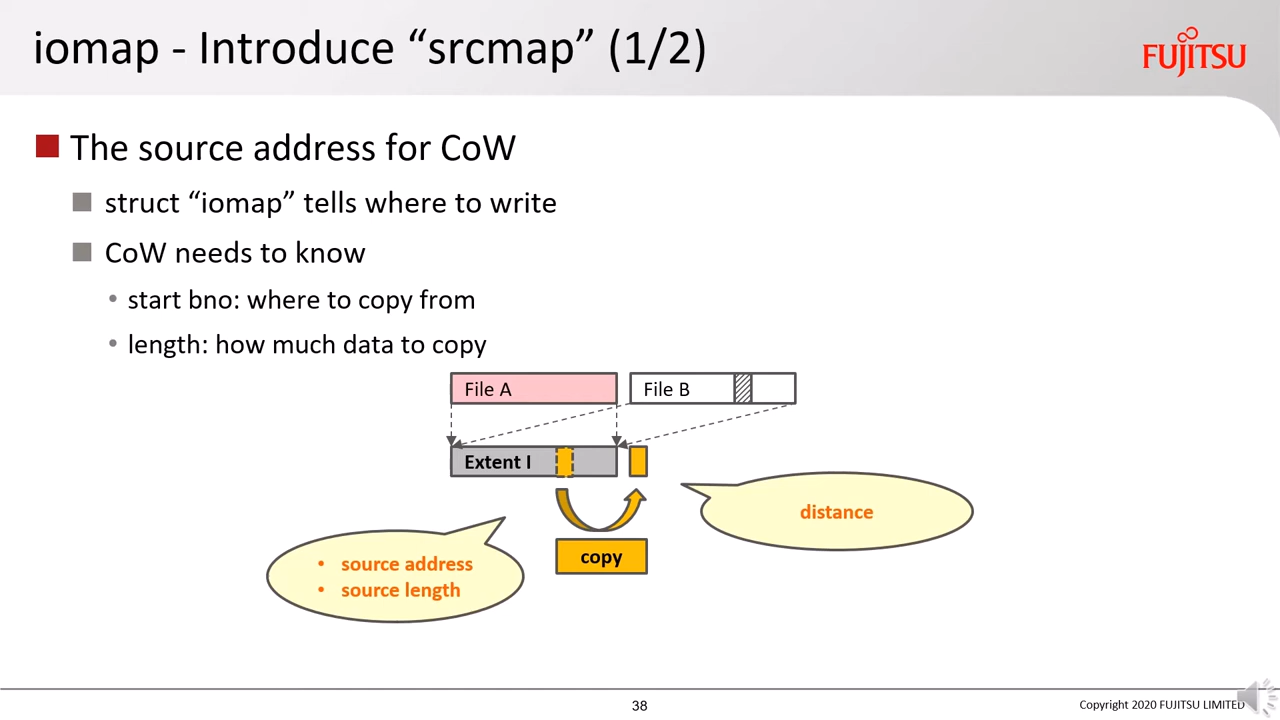 iomap - Introduce “srcmap” (1/2)
FUJITSU
The source address for CoW
struct “iomap” tells where to write
CoW needs to know
• start bno: where to copy from
• length: how much data to copy
File A
File B
Extent I
distance
copy
• source address
• source length
38
Copyright 2020 FUJITSU LIMITED